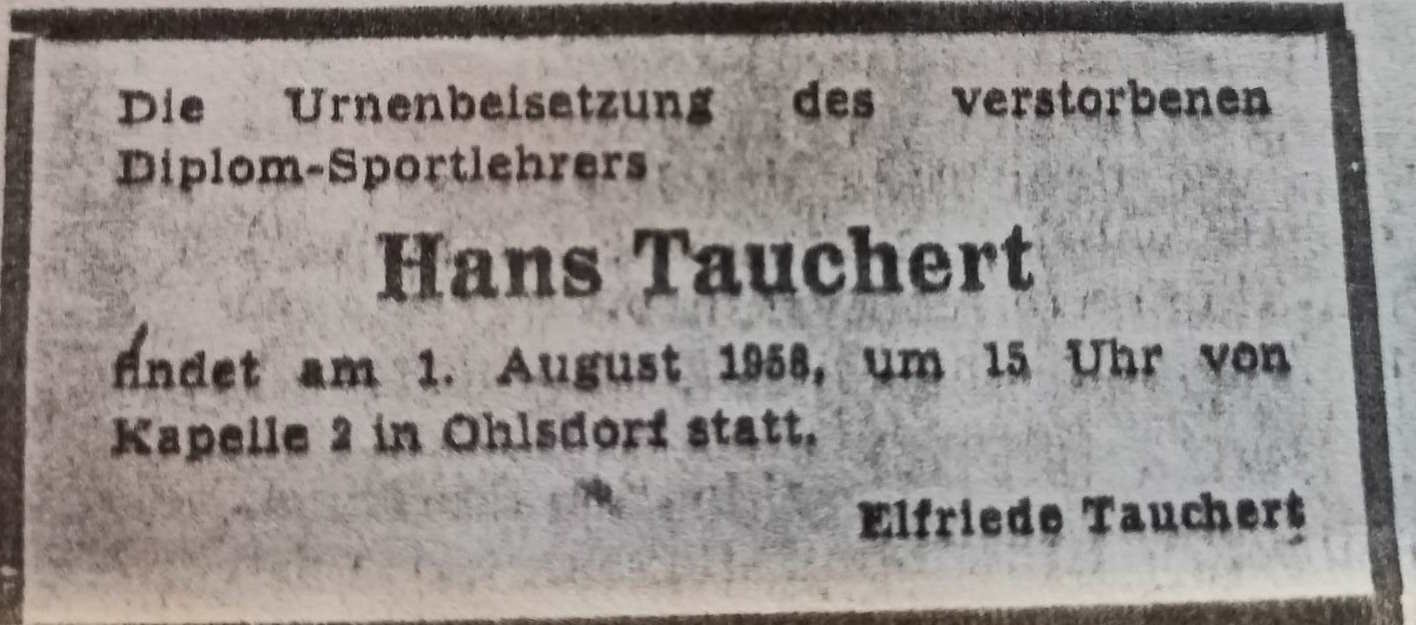 Die Urnenbeisetzung des verstorbenen
Diplom-Sportlehrers
Hans Tauchert
findet am 1. August 1958, um 15 Uhr von
Kapelle 2 in Ohlsdorf statt.
Elfriede Tauchert